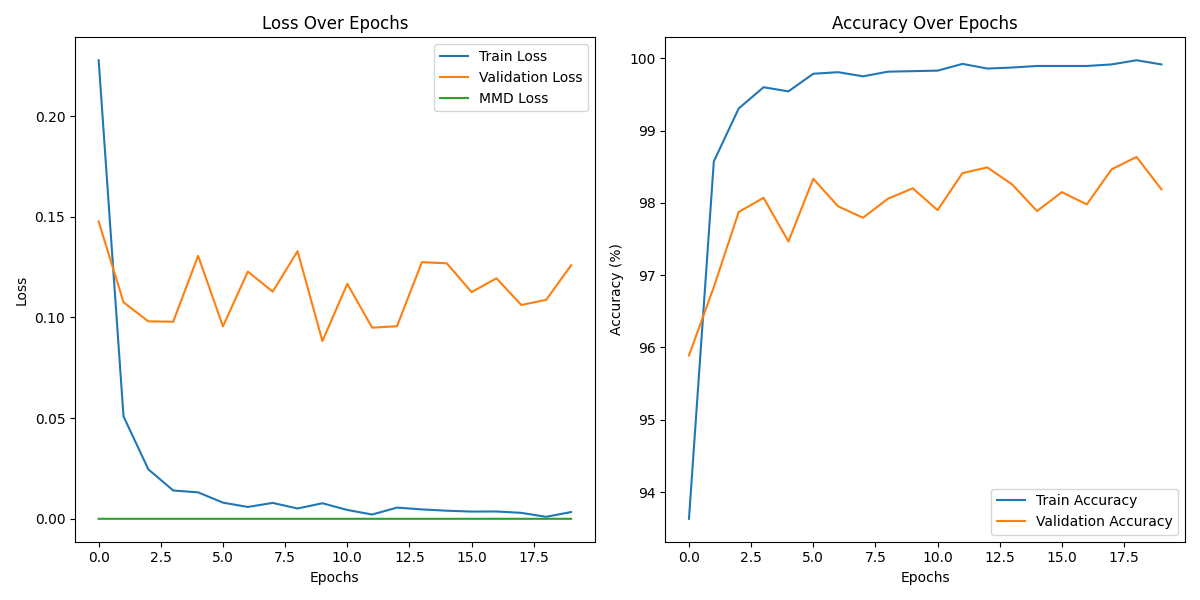 Loss Over Epochs
Train Loss
Validation Loss
MMD Loss
Loss
0.20
0.15
0.10
0.05
0.00
0.0 2.5 5.0 7.5 10.0 12.5 15.0 17.5
Epochs
Accuracy Over Epochs
Accuracy (%)
100
99
98
97
96
95
94
Train Accuracy
Validation Accuracy
0.0 2.5 5.0 7.5 10.0 12.5 15.0 17.5
Epochs